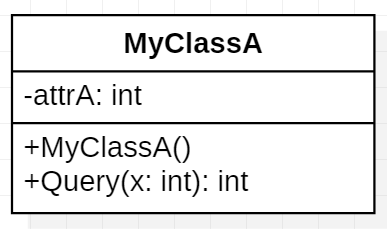 MyClassA
-attrA: int
+MyClassA()
+Query(x: int): int